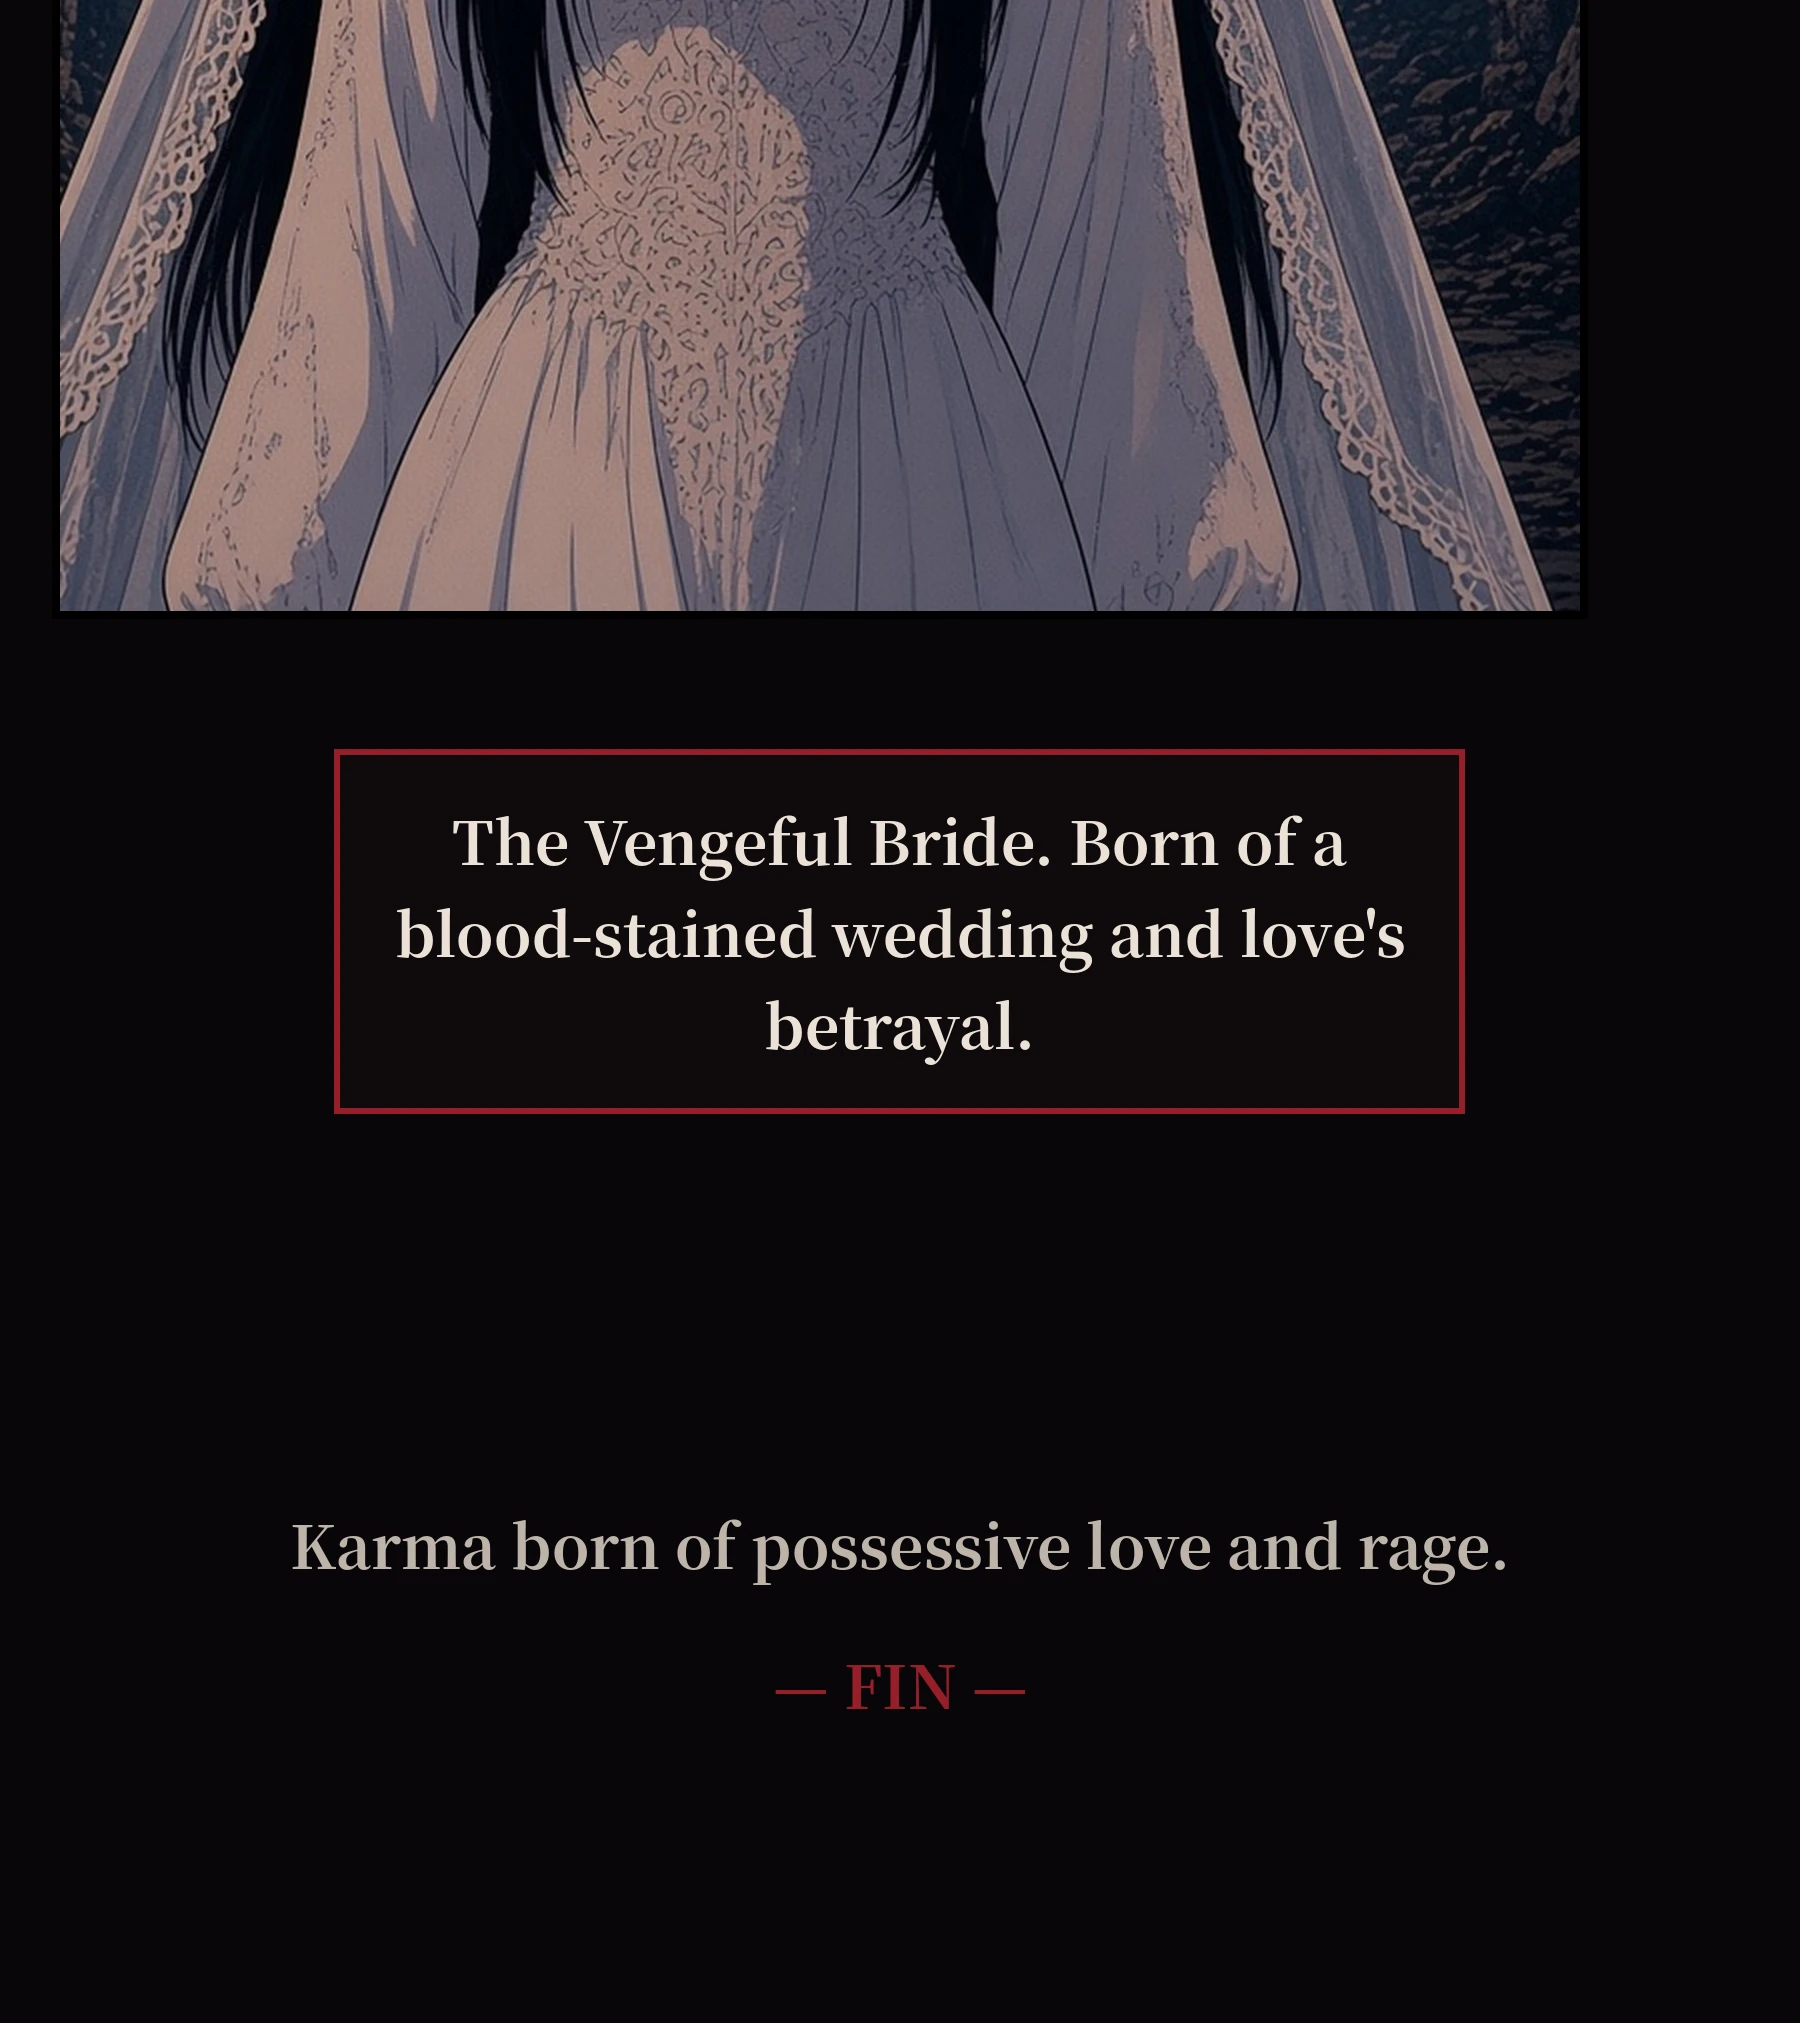 The Vengeful Bride. Born of a
blood-stained wedding and love's
betrayal.
Karma born of possessive love and rage.
— FIN —